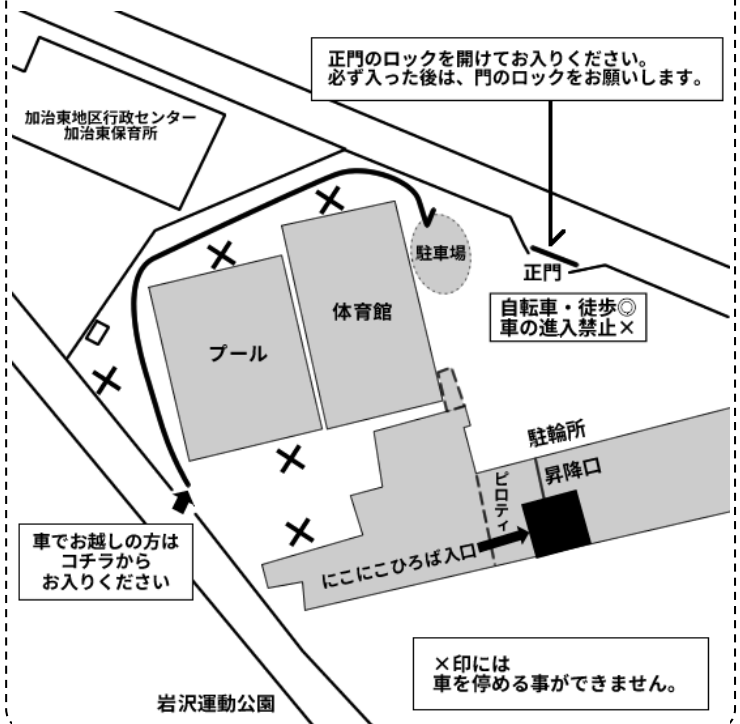 正門のロックを開けてお入りください。
必ず入った後は、門のロックをお願いします。
加治東地区行政センター
加治東保育所
駐車場
正門
自転車・徒歩◎
車の進入禁止×
体育館
プール
駐輪所
昇降口
ピロティ
にこにこひろば入口
車でお越しの方は
コチラから
お入りください
×印には
車を停める事ができません。
岩沢運動公園